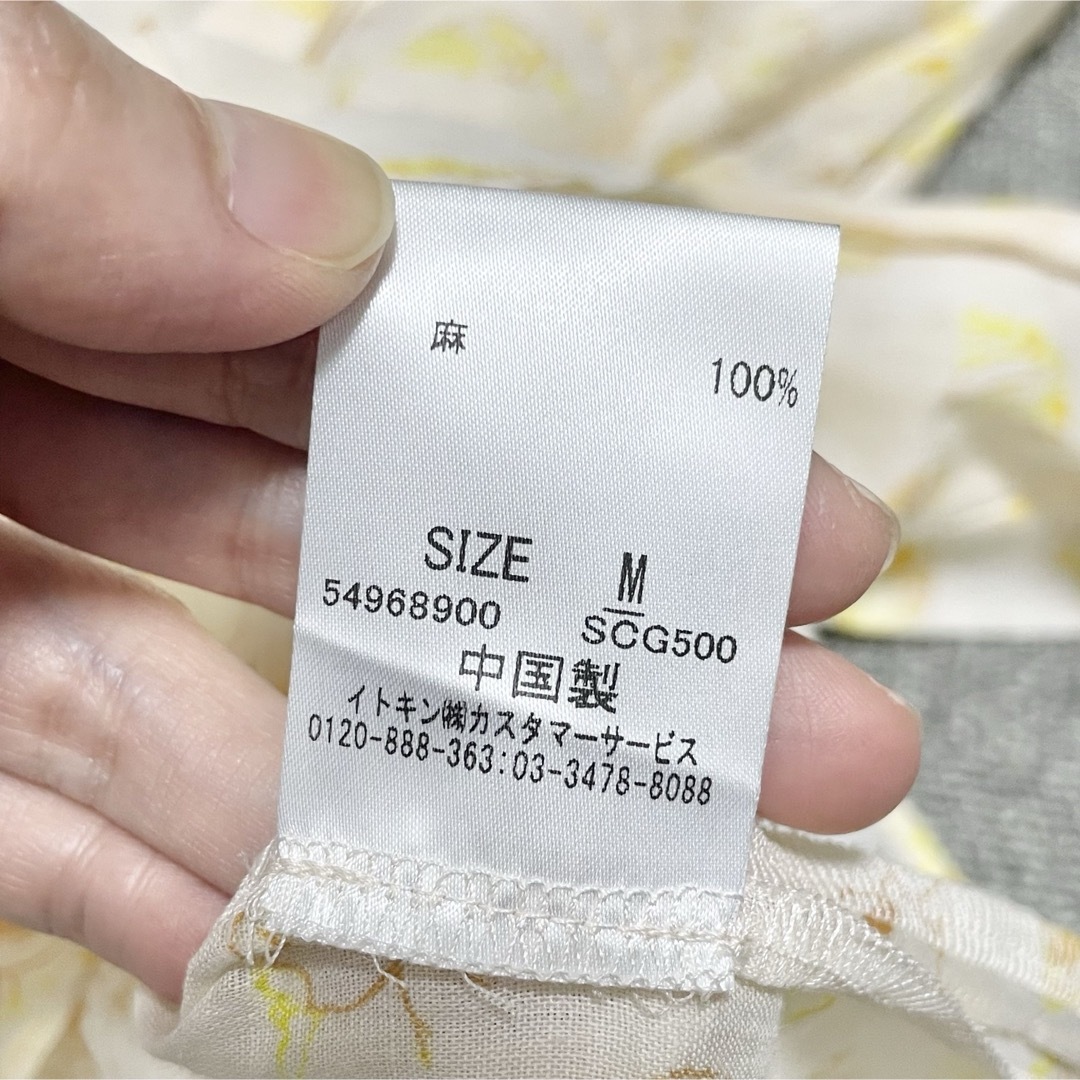 麻 100%
SIZE M
54968900 SCG500
中国製
イトキン㈱カスタマーサービス
0120-888-363:03-3478-8088